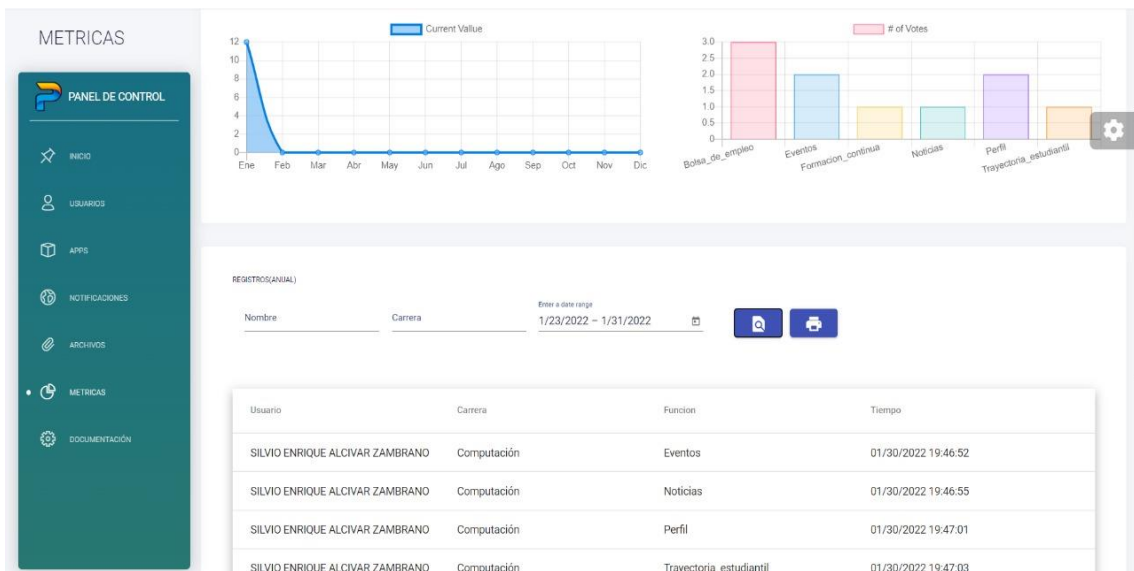 METRICAS
PANEL DE CONTROL
INICIO
USUARIOS
APPS
NOTIFICACIONES
ARCHIVOS
METRICAS
DOCUMENTACIÓN
Current Vallue
12
10
8
6
4
2
0
Ene Feb Mar Abr May Jun Jul Ago Sep Oct Nov Dic
# of Votes
3.0
2.5
2.0
1.5
1.0
0.5
0
Bolsa_de_empleo Eventos Formacion_continua Noticias Perfil Trayectoria_estudiantil
REGISTROS(ANUAL)
Nombre
Carrera
Enter a date range
1/23/2022 – 1/31/2022
Usuario Carrera Funcion Tiempo
SILVIO ENRIQUE ALCIVAR ZAMBRANO Computación Eventos 01/30/2022 19:46:52
SILVIO ENRIQUE ALCIVAR ZAMBRANO Computación Noticias 01/30/2022 19:46:55
SILVIO ENRIQUE ALCIVAR ZAMBRANO Computación Perfil 01/30/2022 19:47:01
SILVIO ENRIQUE ALCIVAR ZAMBRANO Computación Trayectoria_estudiantil 01/30/2022 19:47:03